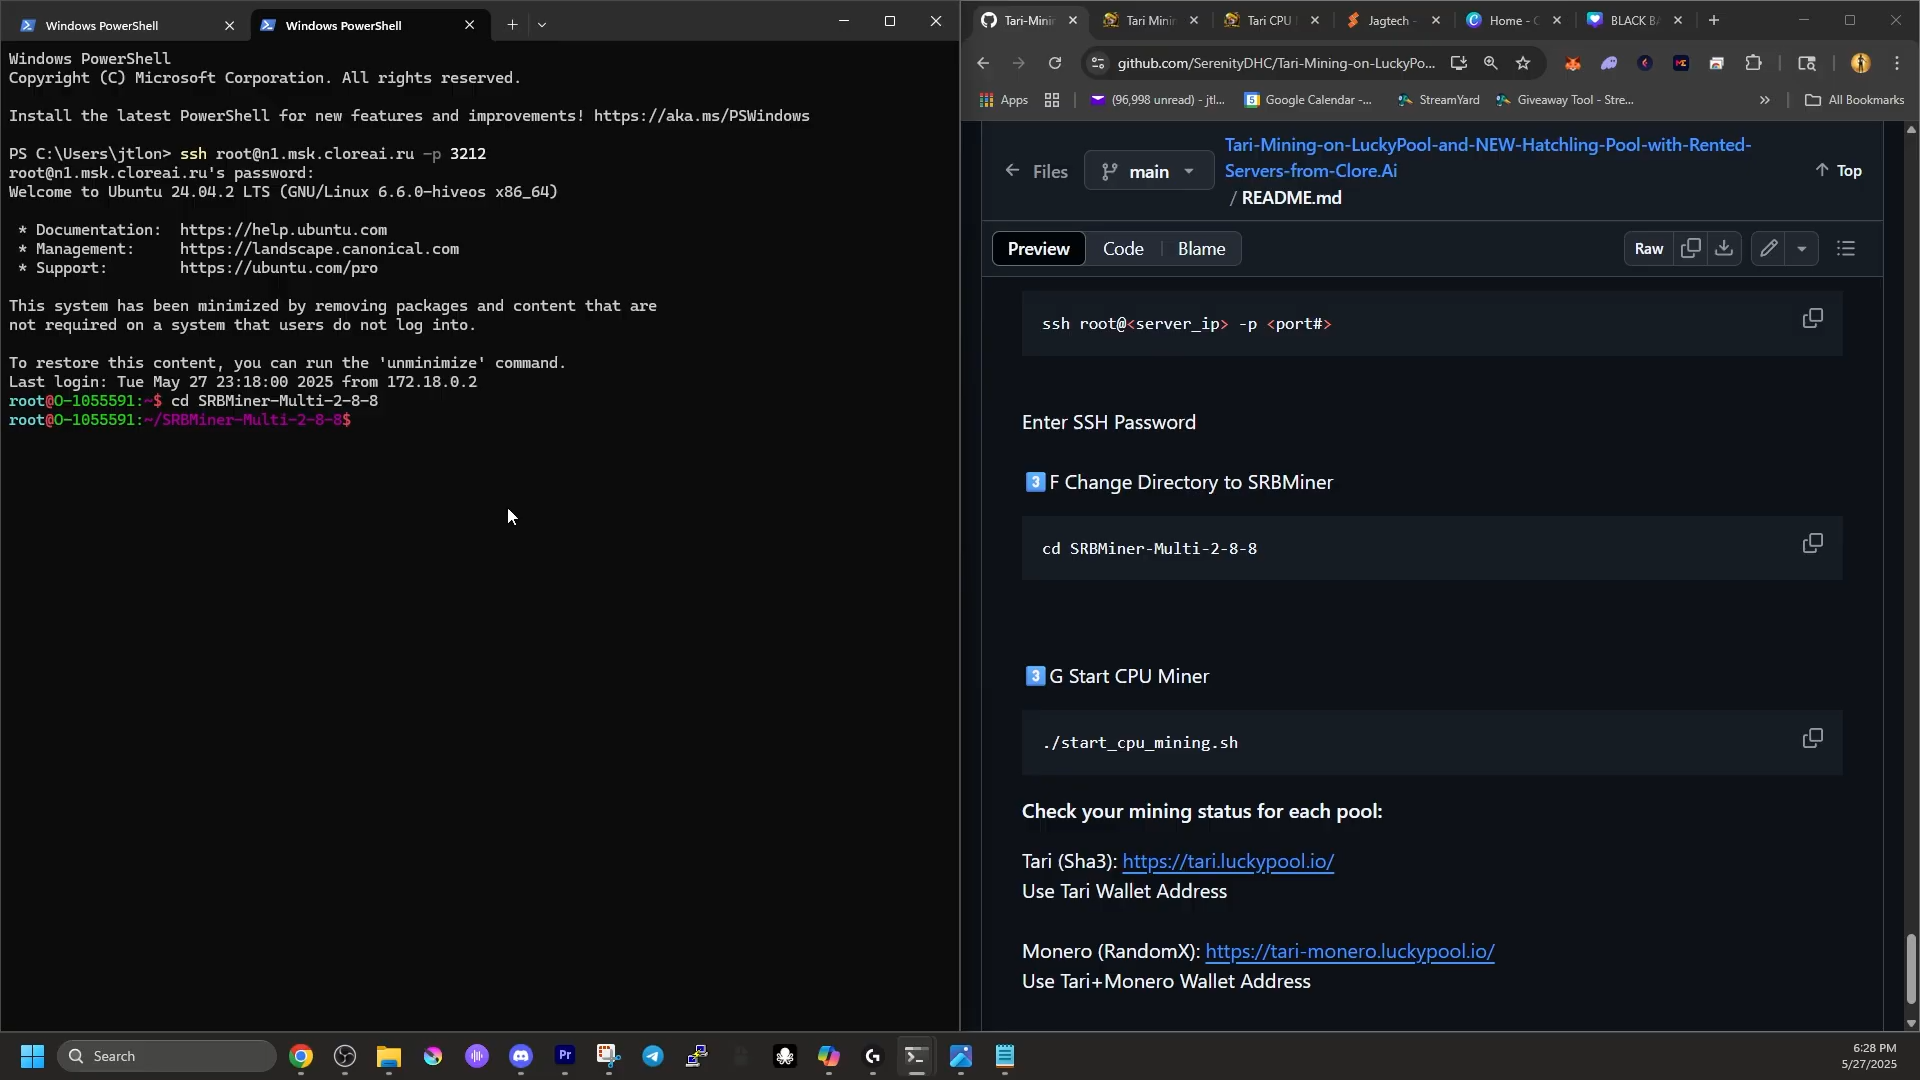 Windows PowerShell
Windows PowerShell
Windows PowerShell
Copyright (C) Microsoft Corporation. All rights reserved.
Install the latest PowerShell for new features and improvements! https://aka.ms/PSWindows
PS C:\Users\jtlon> ssh root@n1.msk.cloreai.ru -p 3212
root@n1.msk.cloreai.ru's password:
Welcome to Ubuntu 24.04.2 LTS (GNU/Linux 6.6.0-hiveos x86_64)
* Documentation: https://help.ubuntu.com
* Management: https://landscape.canonical.com
* Support: https://ubuntu.com/pro
This system has been minimized by removing packages and content that are
not required on a system that users do not log into.
To restore this content, you can run the 'unminimize' command.
Last login: Tue May 27 23:18:00 2025 from 172.18.0.2
root@O-1055591:~$ cd SRBMiner-Multi-2-8-8
root@O-1055591:~/SRBMiner-Multi-2-8-8$
Tari-Minin
Tari Minin
Tari CPU
Jagtech -
Home - C
BLACK BA
github.com/SerenityDHC/Tari-Mining-on-LuckyPo...
Apps
(96,998 unread) - jtl...
Google Calendar -...
StreamYard
Giveaway Tool - Stre...
All Bookmarks
Files
main
Tari-Mining-on-LuckyPool-and-NEW-Hatchling-Pool-with-Rented-
Servers-from-Clore.Ai
/ README.md
Top
Preview
Code
Blame
Raw
ssh root@<server_ip> -p <port#>
Enter SSH Password
3 F Change Directory to SRBMiner
cd SRBMiner-Multi-2-8-8
3 G Start CPU Miner
./start_cpu_mining.sh
Check your mining status for each pool:
Tari (Sha3): https://tari.luckypool.io/
Use Tari Wallet Address
Monero (RandomX): https://tari-monero.luckypool.io/
Use Tari+Monero Wallet Address
Search
Pr
6:28 PM
5/27/2025